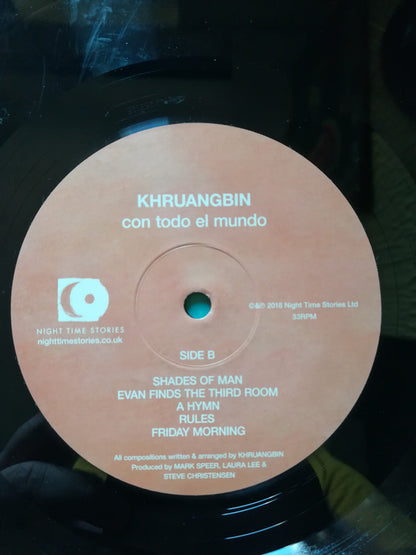 KHRUANGBIN
con todo el mundo
NIGHT TIME STORIES
nighttimestories.co.uk
©&℗ 2018 Night Time Stories Ltd
33RPM
SIDE B
SHADES OF MAN
EVAN FINDS THE THIRD ROOM
A HYMN
RULES
FRIDAY MORNING
All compositions written & arranged by KHRUANGBIN
Produced by MARK SPEER, LAURA LEE &
STEVE CHRISTENSEN